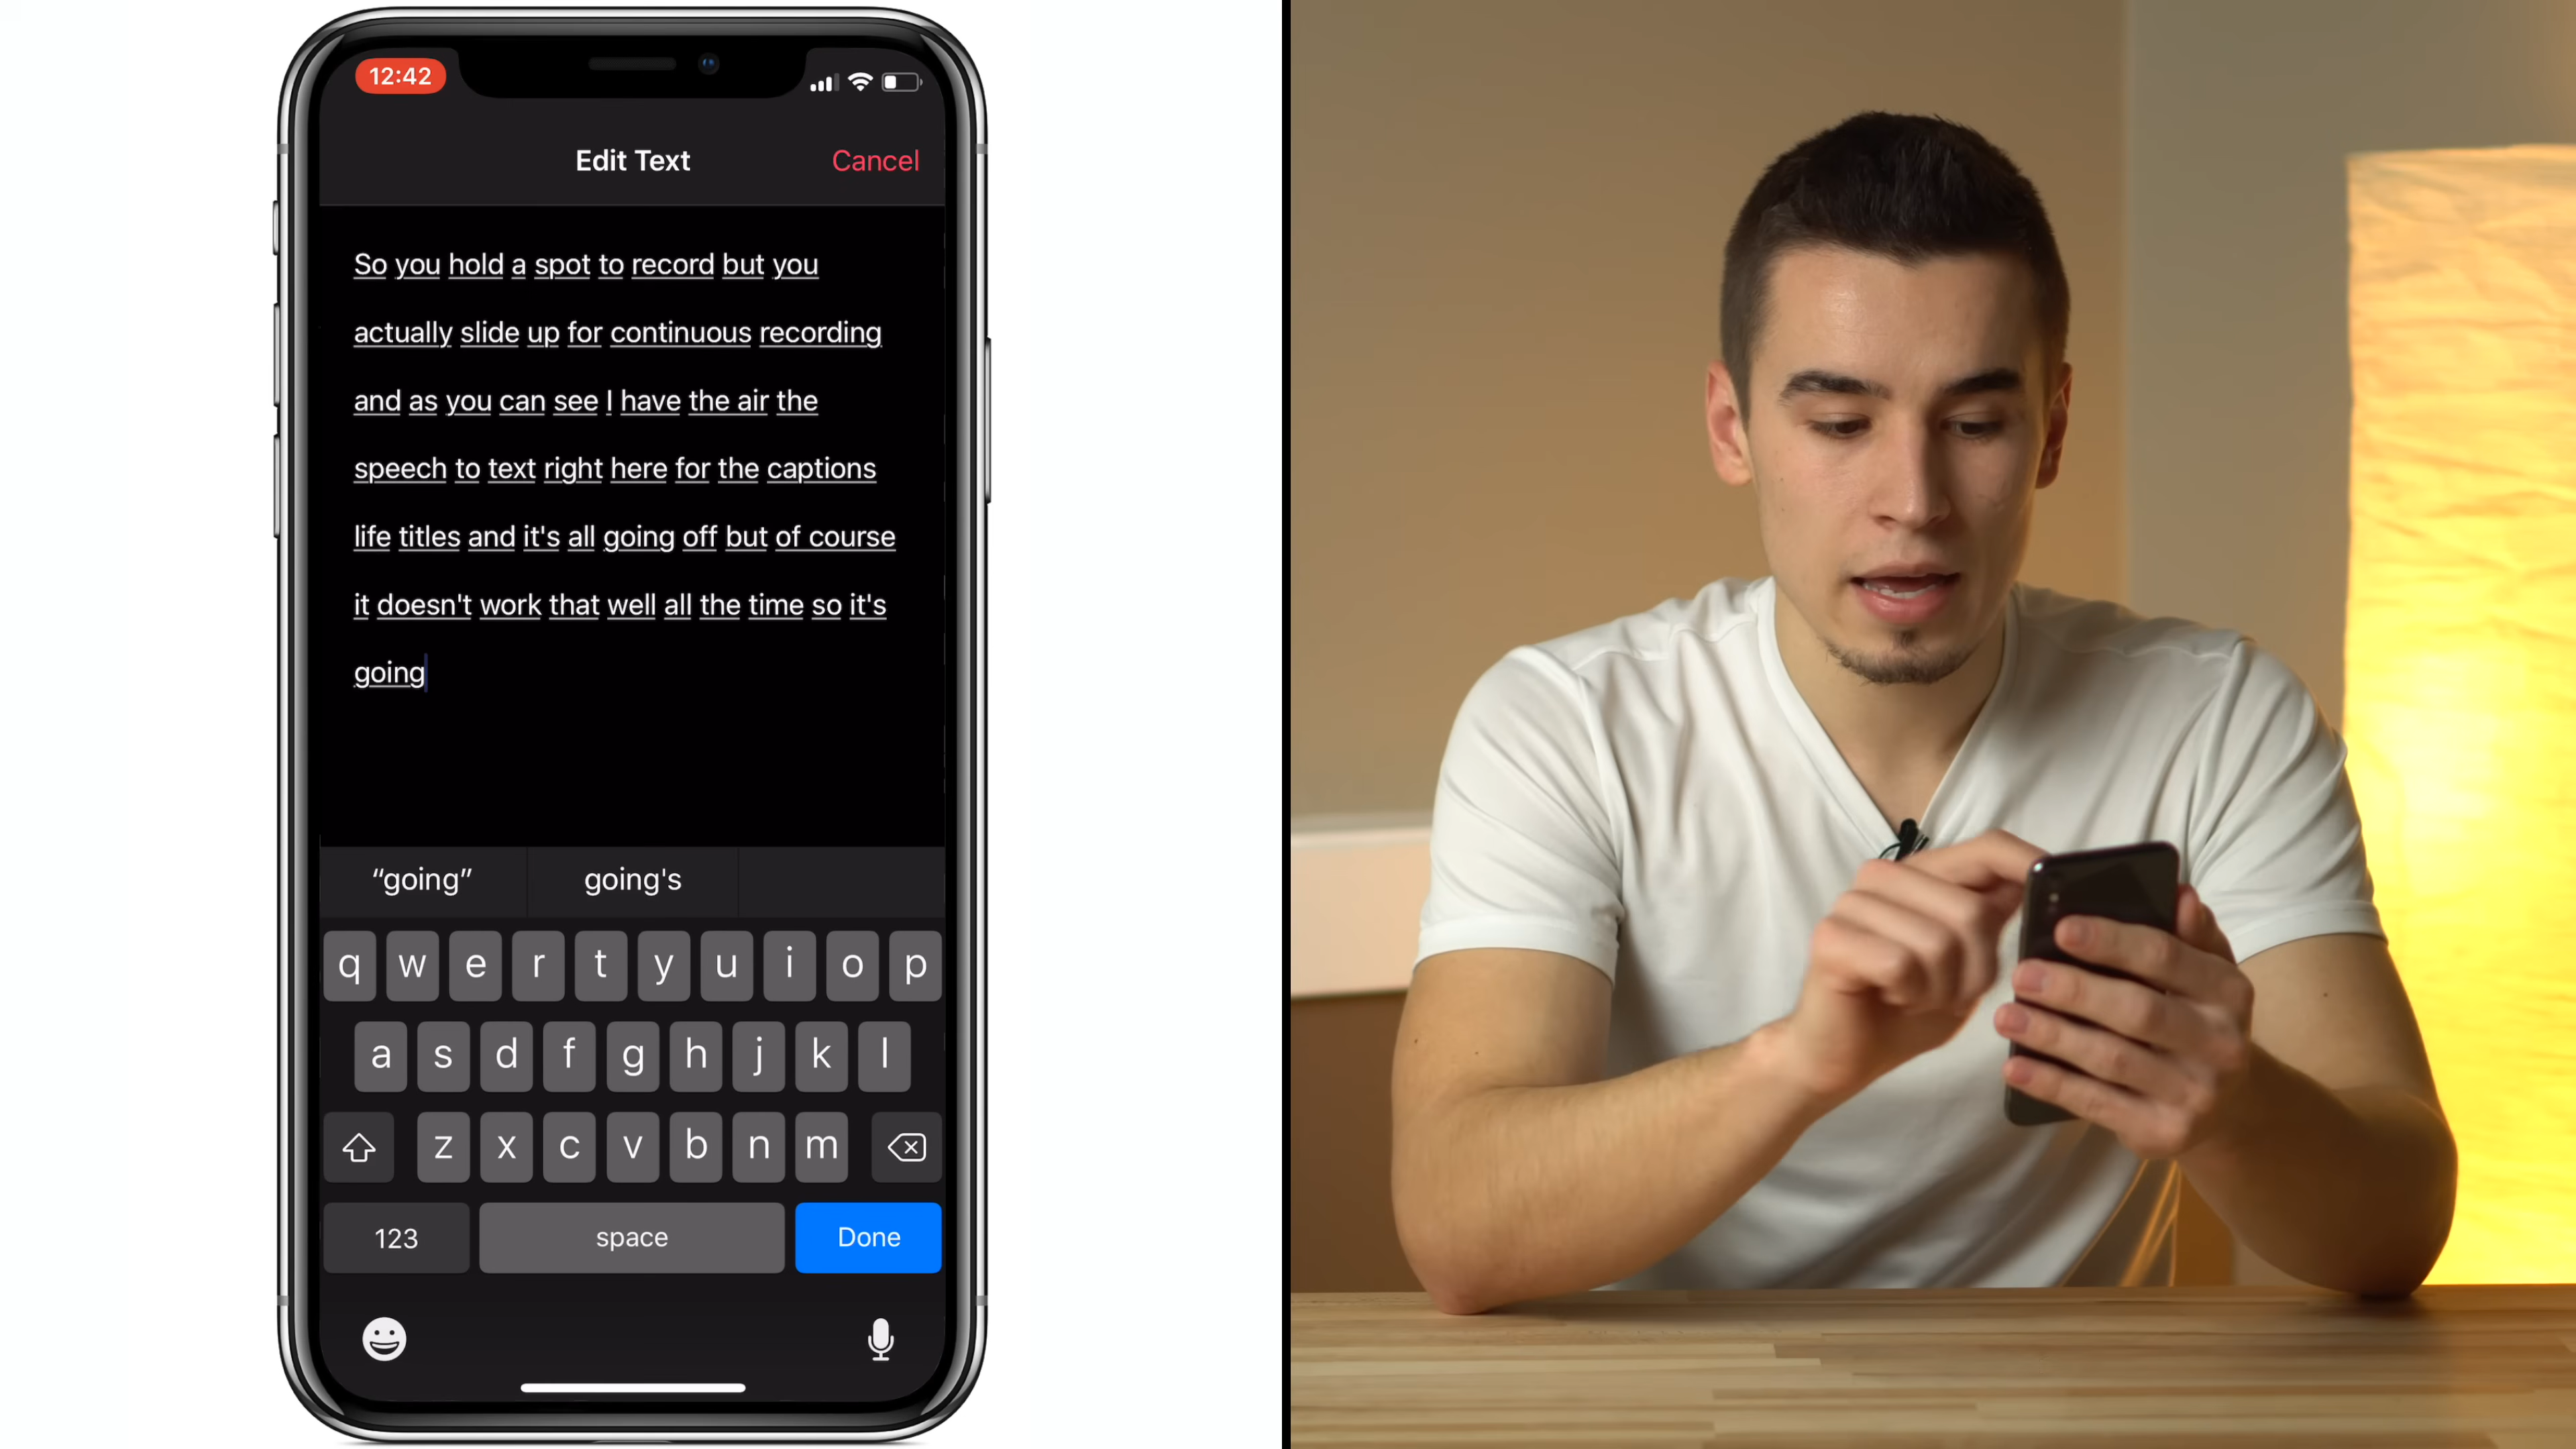 12:42
Edit Text
Cancel
So you hold a spot to record but you
actually slide up for continuous recording
and as you can see I have the air the
speech to text right here for the captions
life titles and it's all going off but of course
it doesn't work that well all the time so it's
going
“going”
going's
q w e r t y u i o p
a s d f g h j k l
z x c v b n m
123
space
Done